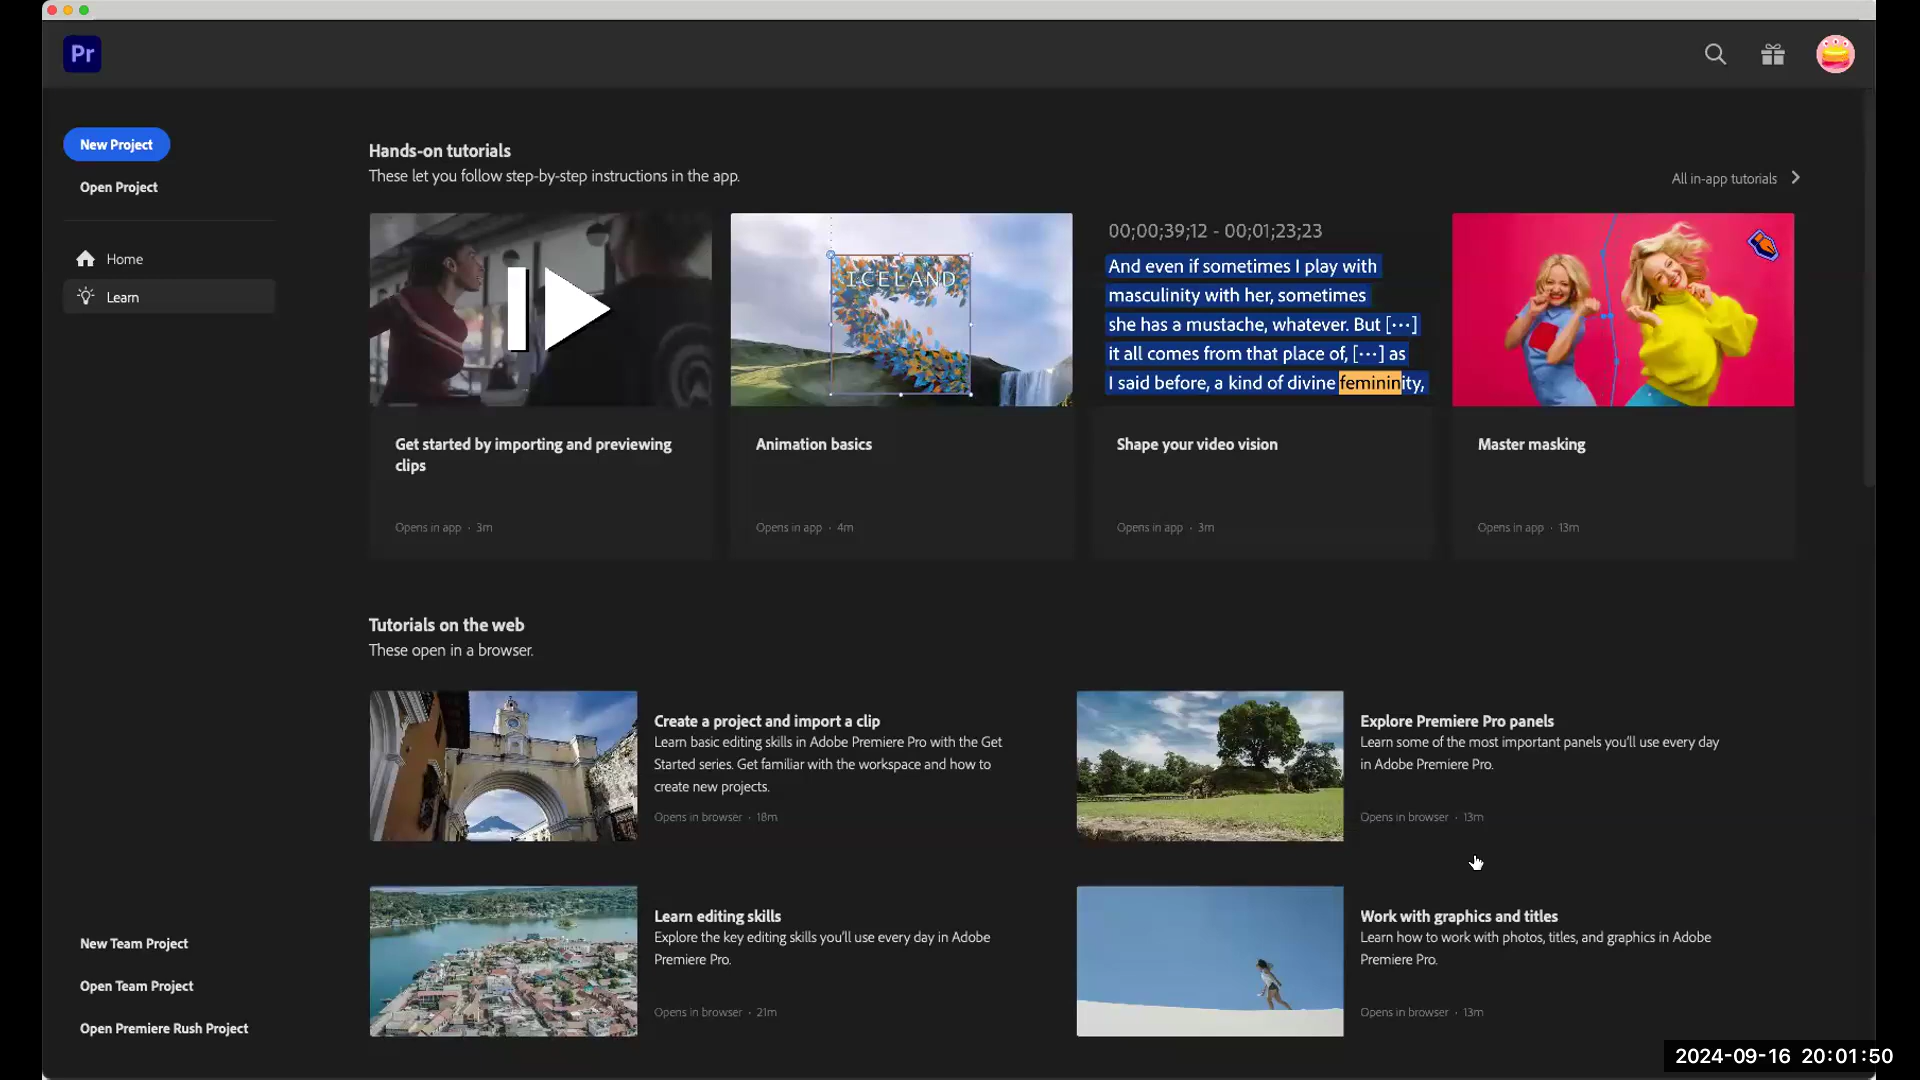 Pr
New Project
Open Project
Home
Learn
New Team Project
Open Team Project
Open Premiere Rush Project
Hands-on tutorials
These let you follow step-by-step instructions in the app.
All in-app tutorials
ICELAND
00;00;39;12 - 00;01;23;23
And even if sometimes I play with
masculinity with her, sometimes
she has a mustache, whatever. But [···]
it all comes from that place of, [···] as
I said before, a kind of divine femininity,
Get started by importing and previewing
clips
Opens in app · 3m
Animation basics
Opens in app · 4m
Shape your video vision
Opens in app · 3m
Master masking
Opens in app · 13m
Tutorials on the web
These open in a browser.
Create a project and import a clip
Learn basic editing skills in Adobe Premiere Pro with the Get
Started series. Get familiar with the workspace and how to
create new projects.
Opens in browser · 18m
Explore Premiere Pro panels
Learn some of the most important panels you'll use every day
in Adobe Premiere Pro.
Opens in browser · 13m
Learn editing skills
Explore the key editing skills you'll use every day in Adobe
Premiere Pro.
Opens in browser · 21m
Work with graphics and titles
Learn how to work with photos, titles, and graphics in Adobe
Premiere Pro.
Opens in browser · 13m
2024-09-16 20:01:50